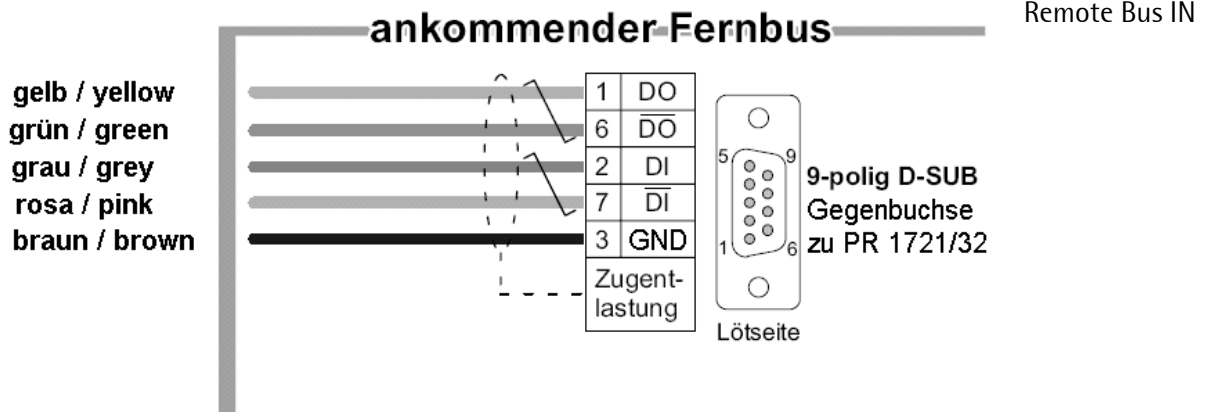 Remote Bus IN
ankommender Fernbus
gelb / yellow
grün / green
grau / grey
rosa / pink
braun / brown
1 DO
6 D̅O̅
2 DI
7 D̅I̅
3 GND
Zugent-
lastung
5 9
1 6
9-polig D-SUB
Gegenbuchse
zu PR 1721/32
Lötseite